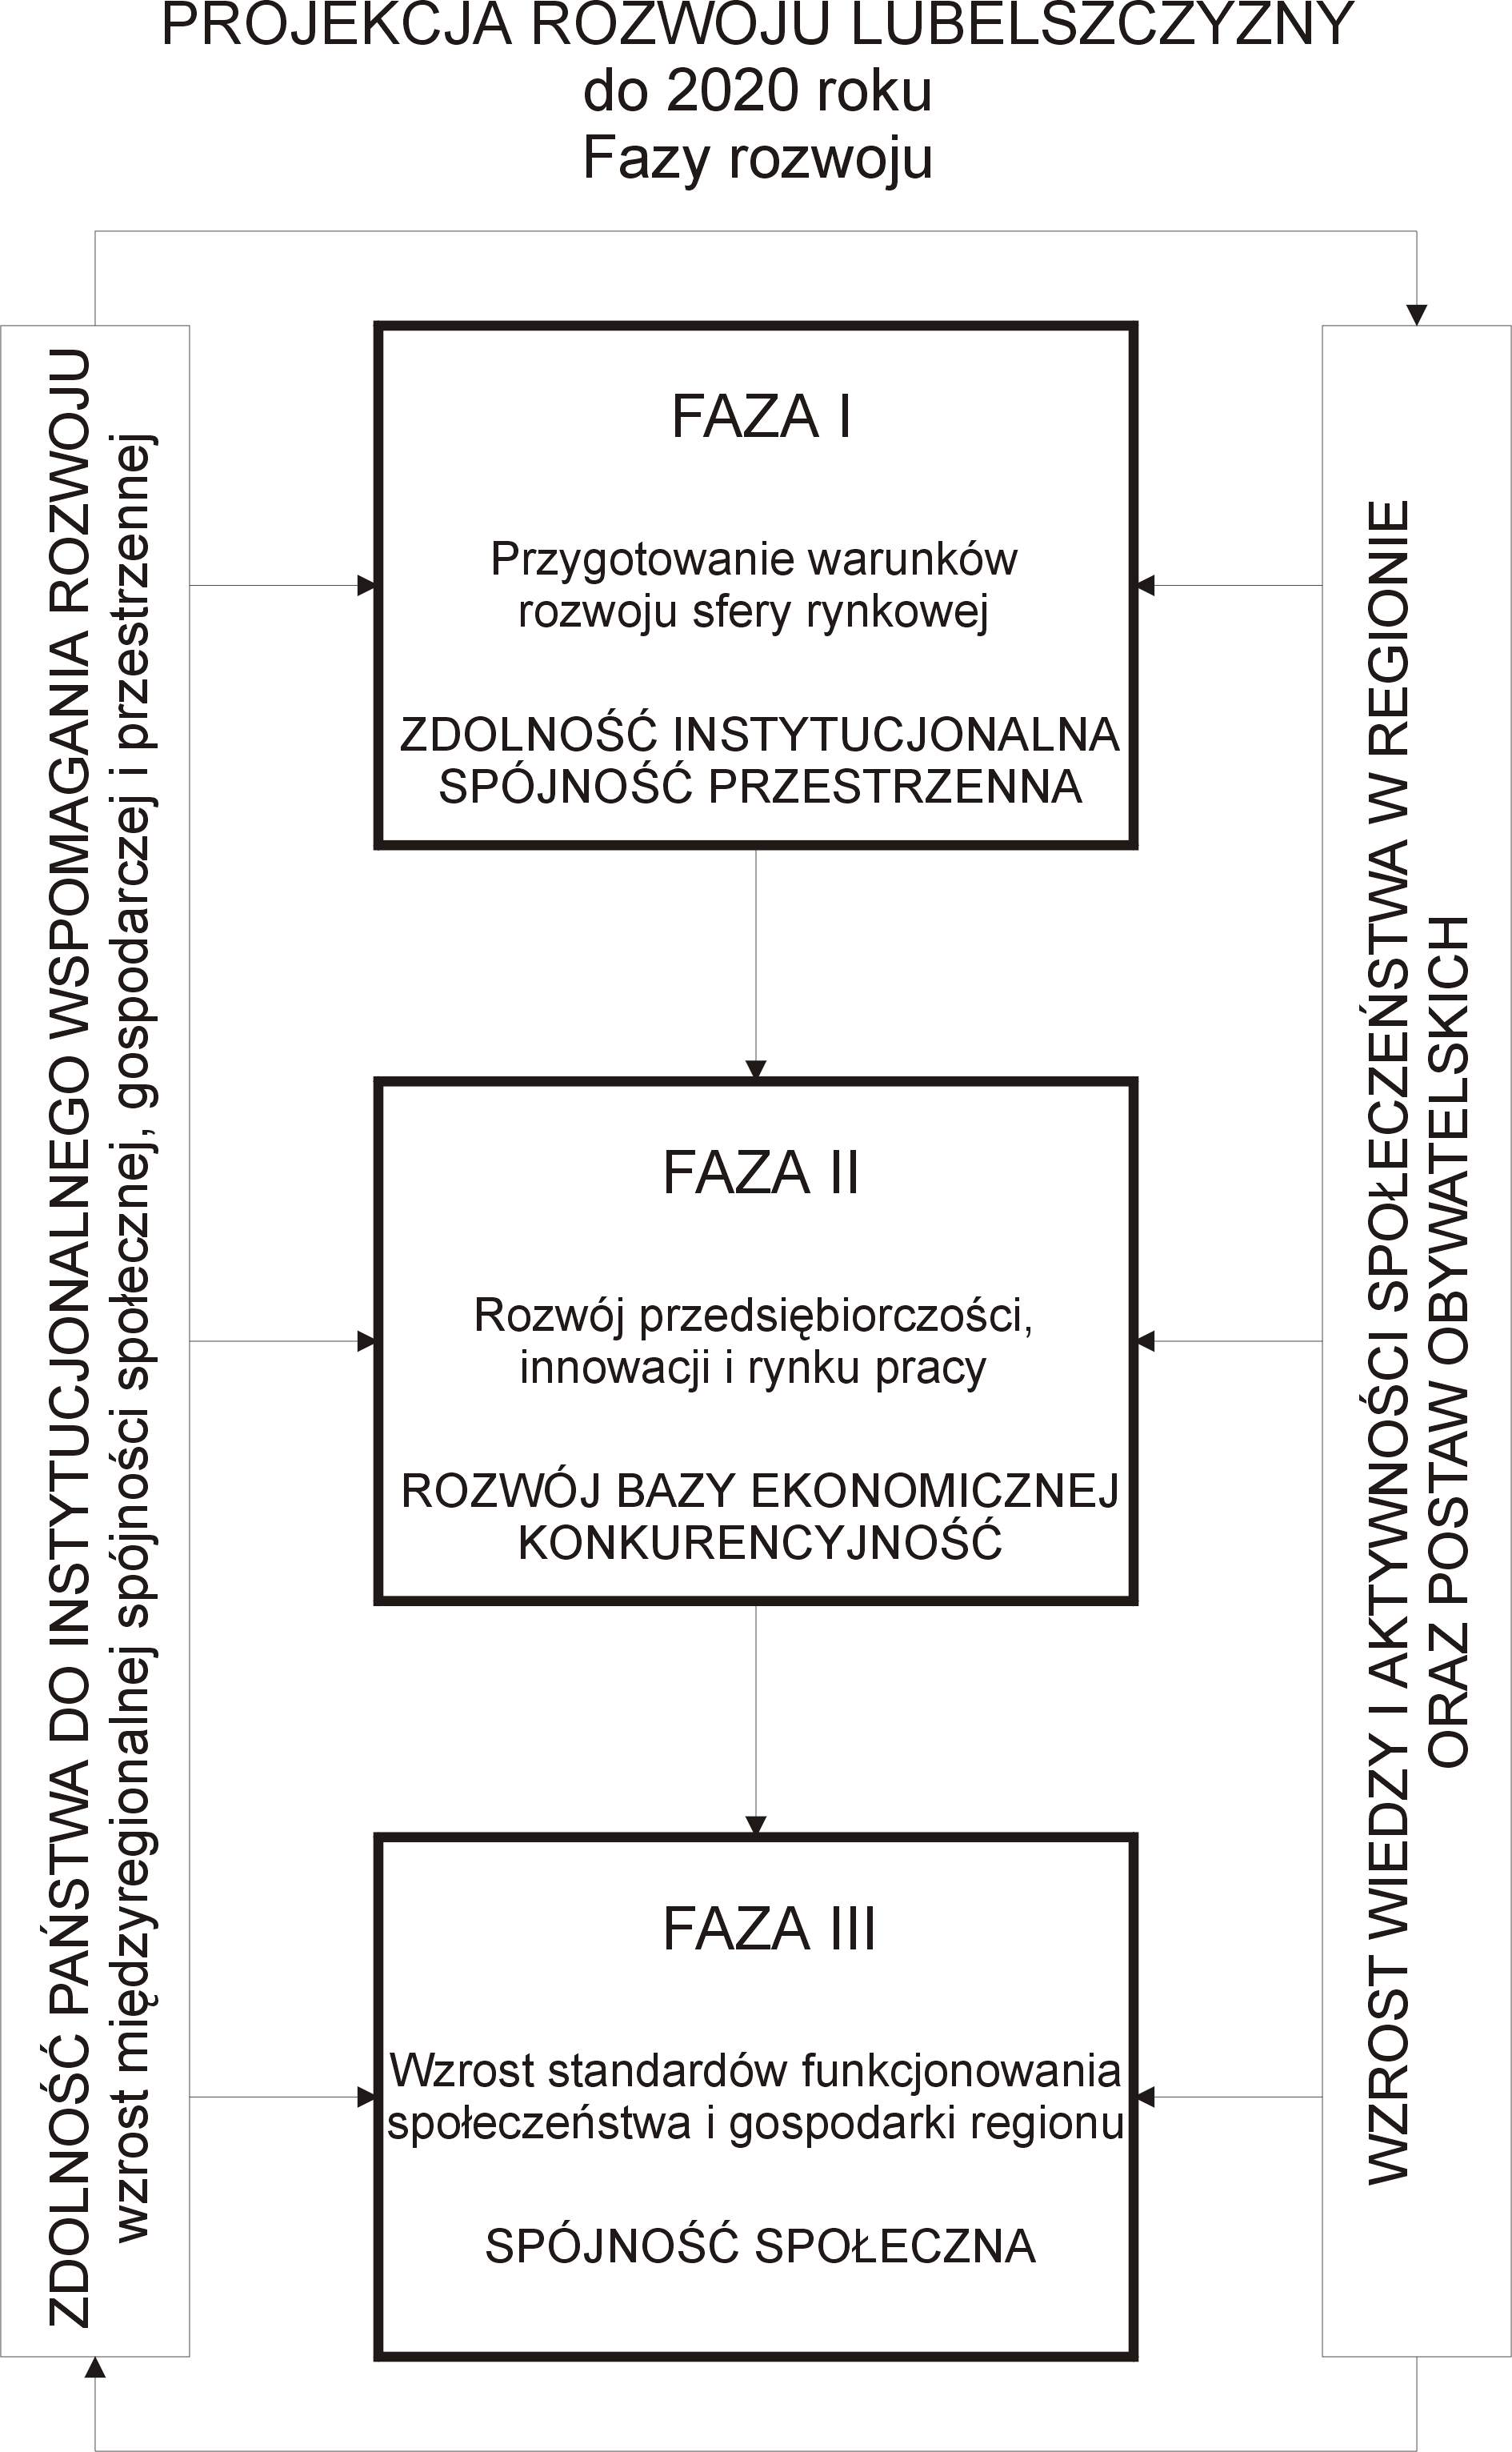 PROJEKCJA ROZWOJU LUBELSZCZYZNY
do 2020 roku
Fazy rozwoju
ZDOLNOŚĆ PAŃSTWA DO INSTYTUCJONALNEGO WSPOMAGANIA ROZWOJU
wzrost międzyregionalnej spójności społecznej, gospodarczej i przestrzennej
FAZA I
Przygotowanie warunków
rozwoju sfery rynkowej
ZDOLNOŚĆ INSTYTUCJONALNA
SPÓJNOŚĆ PRZESTRZENNA
FAZA II
Rozwój przedsiębiorczości,
innowacji i rynku pracy
ROZWÓJ BAZY EKONOMICZNEJ
KONKURENCYJNOŚĆ
FAZA III
Wzrost standardów funkcjonowania
społeczeństwa i gospodarki regionu
SPÓJNOŚĆ SPOŁECZNA
WZROST WIEDZY I AKTYWNOŚCI SPOŁECZEŃSTWA W REGIONIE
ORAZ POSTAW OBYWATELSKICH